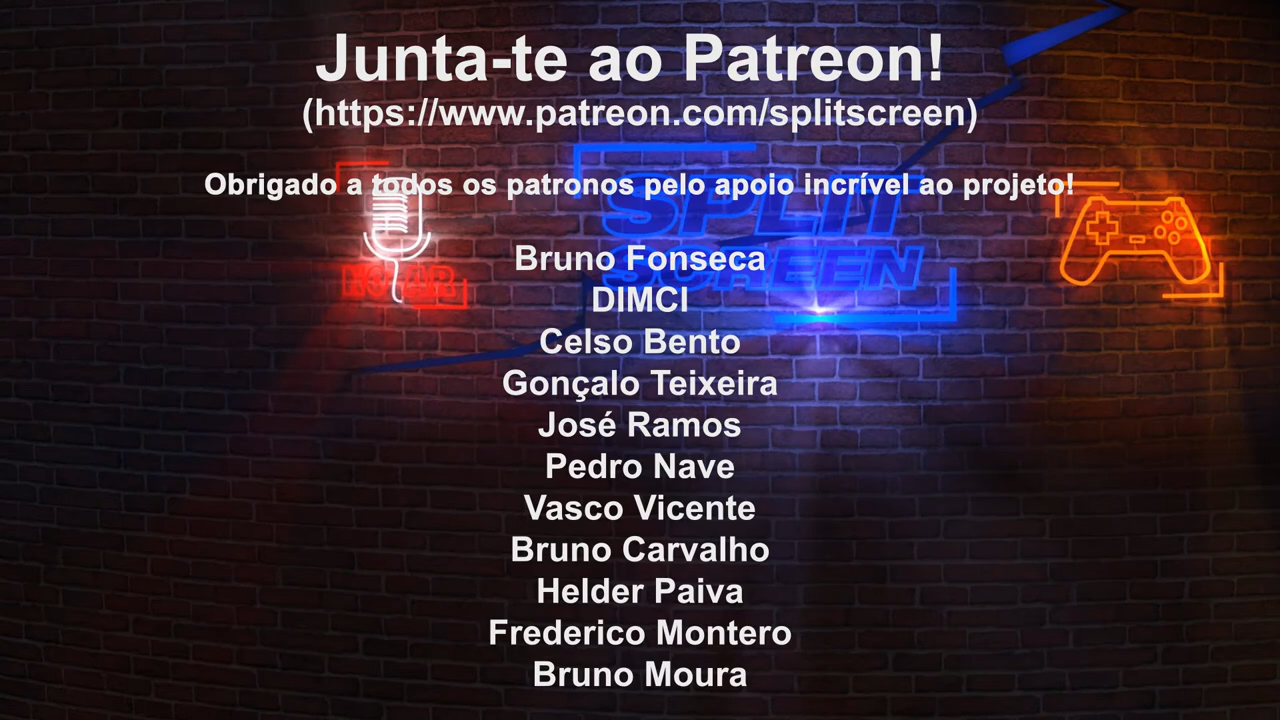 Junta-te ao Patreon!
(https://www.patreon.com/splitscreen)
Obrigado a todos os patronos pelo apoio incrível ao projeto!
SPLIT
SCREEN
Bruno Fonseca
DIMCI
Celso Bento
Gonçalo Teixeira
José Ramos
Pedro Nave
Vasco Vicente
Bruno Carvalho
Helder Paiva
Frederico Montero
Bruno Moura